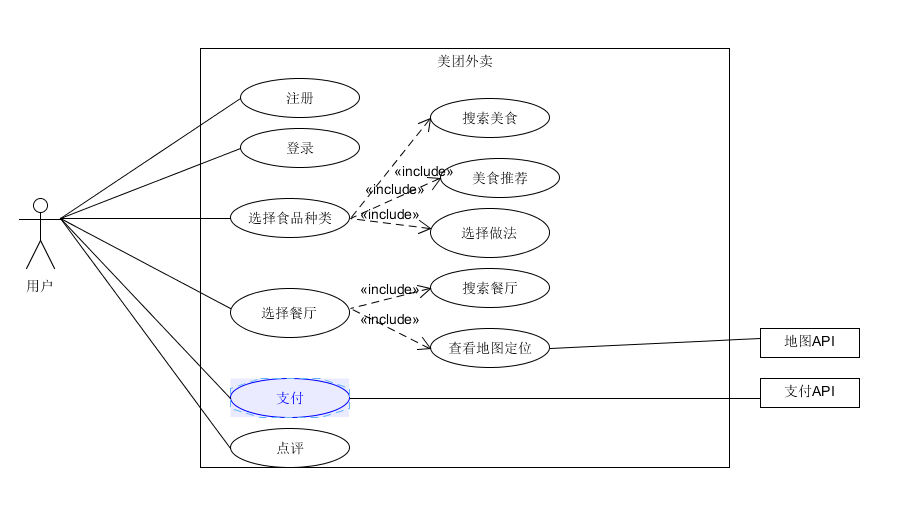 美团外卖
注册
搜索美食
登录
«include»
美食推荐
«include»
选择食品种类
«include»
选择做法
用户
«include»
搜索餐厅
选择餐厅
«include»
查看地图定位
地图API
支付
支付API
点评